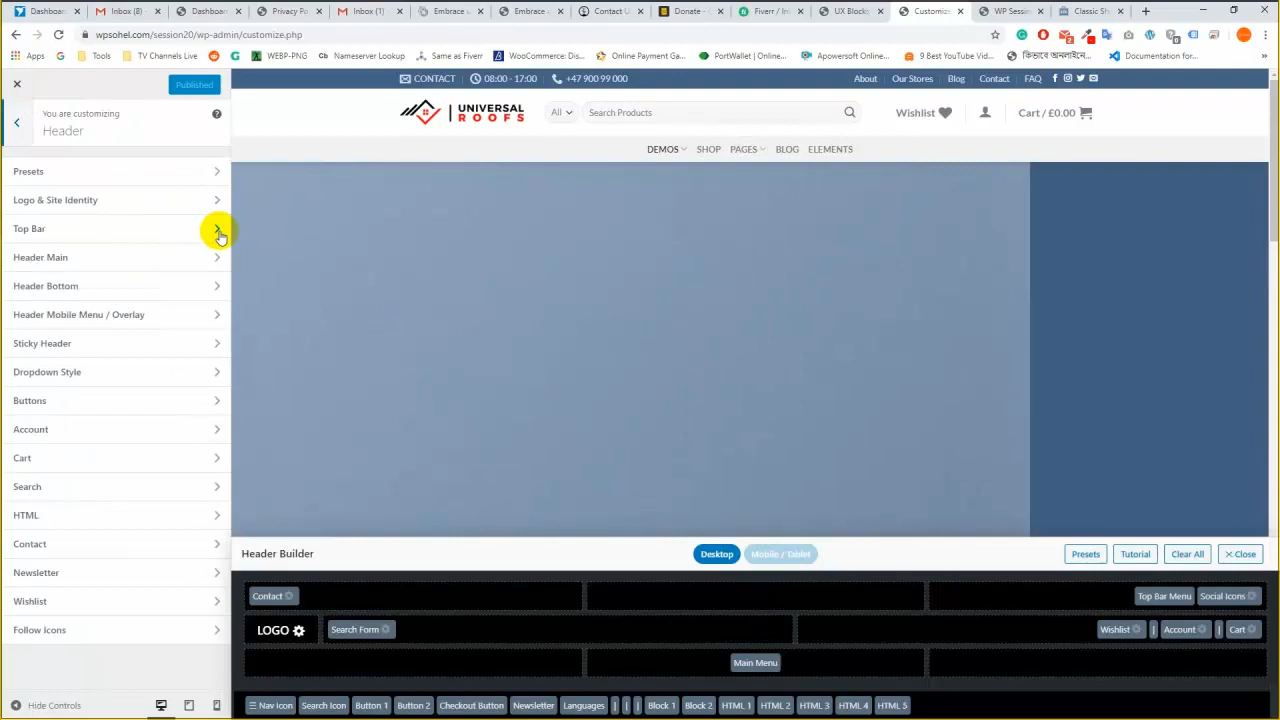 Dashboard
Inbox (8) -
Dashboard
Privacy Po
Inbox (1)
Embrace u
Embrace
Contact U
Donate –
Fiverr / In
UX Blocks
Customiz
WP Sessi
Classic Sh
wpsohel.com/session20/wp-admin/customize.php
Apps
Tools
TV Channels Live
WEBP-PNG
Nameserver Lookup
Same as Fiverr
WooCommerce: Dis...
Online Payment Ga...
PortWallet | Online...
Apowersoft Online...
9 Best YouTube Vid...
Documentation for...
Published
You are customizing
Header
Presets
Logo & Site Identity
Top Bar
Header Main
Header Bottom
Header Mobile Menu / Overlay
Sticky Header
Dropdown Style
Buttons
Account
Cart
Search
HTML
Contact
Newsletter
Wishlist
Follow Icons
Hide Controls
CONTACT 08:00 - 17:00 +47 900 99 000 About Our Stores Blog Contact FAQ
UNIVERSAL
ROOFS
All Search Products Wishlist Cart / £0.00
DEMOS SHOP PAGES BLOG ELEMENTS
Header Builder Desktop Mobile / Tablet Presets Tutorial Clear All Close
Contact Top Bar Menu Social Icons
LOGO Search Form Wishlist | Account | Cart
Main Menu
Nav Icon Search Icon Button 1 Button 2 Checkout Button Newsletter Languages | | | Block 1 Block 2 HTML 1 HTML 2 HTML 3 HTML 4 HTML 5